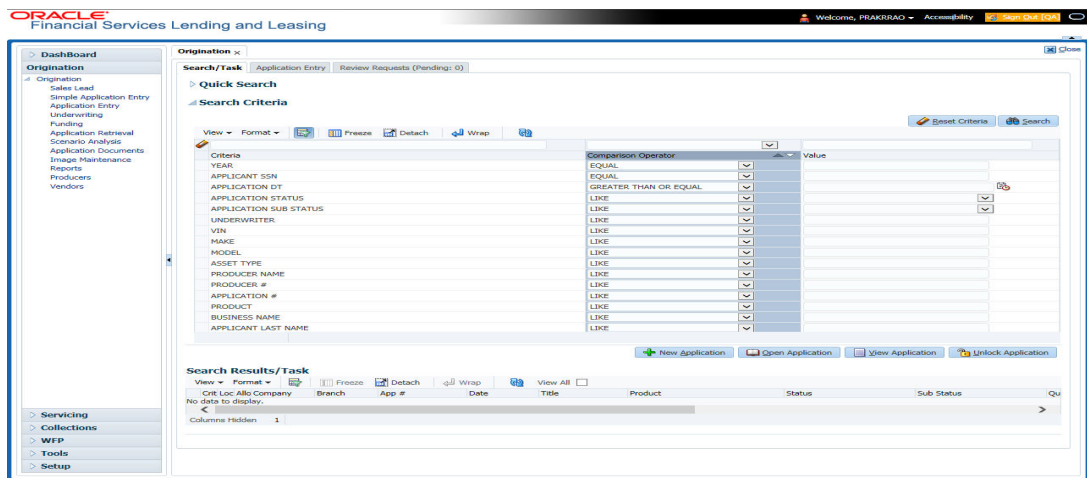 ORACLE
Financial Services Lending and Leasing
Welcome, PRAKRRAO Accessibility Sign Out (QA)
Close
DashBoard
Origination
Origination
Sales Lead
Simple Application Entry
Application Entry
Underwriting
Funding
Application Retrieval
Scenario Analysis
Application Documents
Image Maintenance
Reports
Producers
Vendors
Servicing
Collections
WFP
Tools
Setup
Origination
Search/Task Application Entry Review Requests (Pending: 0)
Quick Search
Search Criteria
Reset Criteria Search
View Format Freeze Detach Wrap
Criteria Comparison Operator Value
YEAR EQUAL
APPLICANT SSN EQUAL
APPLICATION DT GREATER THAN OR EQUAL
APPLICATION STATUS LIKE
APPLICATION SUB STATUS LIKE
UNDERWRITER LIKE
VIN LIKE
MAKE LIKE
MODEL LIKE
ASSET TYPE LIKE
PRODUCER NAME LIKE
PRODUCER # LIKE
APPLICATION # LIKE
PRODUCT LIKE
BUSINESS NAME LIKE
APPLICANT LAST NAME LIKE
New Application Open Application View Application Unlock Application
Search Results/Task
View Format Freeze Detach Wrap View All
Crit Loc Allo Company Branch App # Date Title Product Status Sub Status Qu
No data to display.
Columns Hidden 1